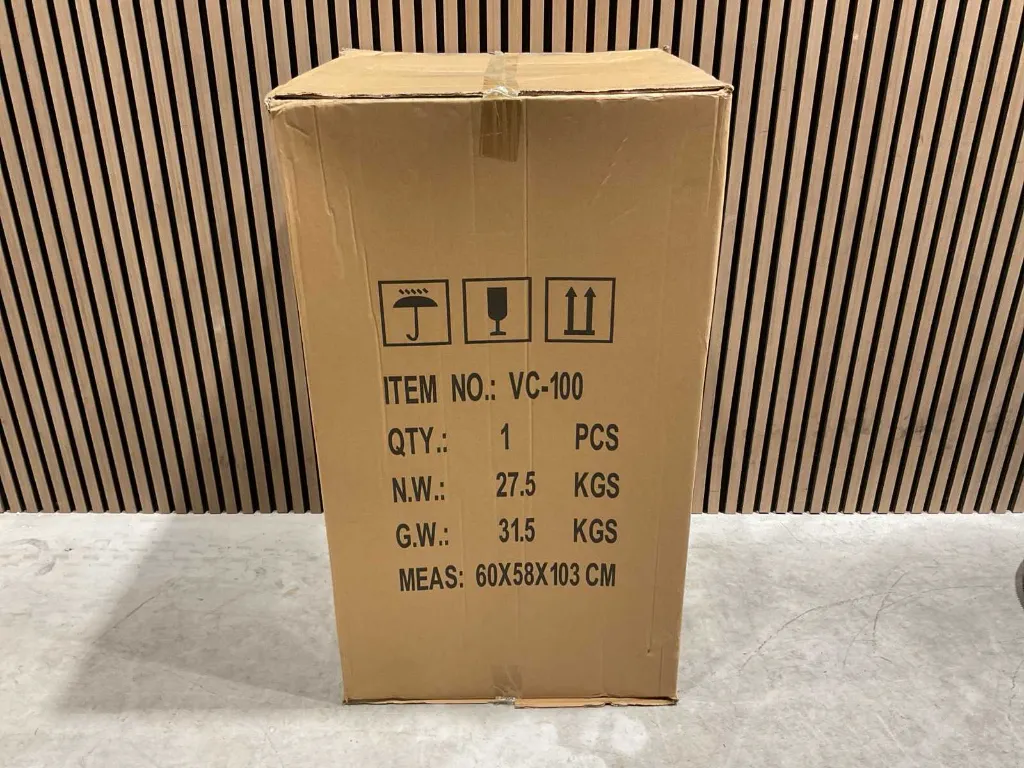 ITEM NO.: VC-100
QTY.: 1 PCS
N.W.: 27.5 KGS
G.W.: 31.5 KGS
MEAS: 60X58X103 CM